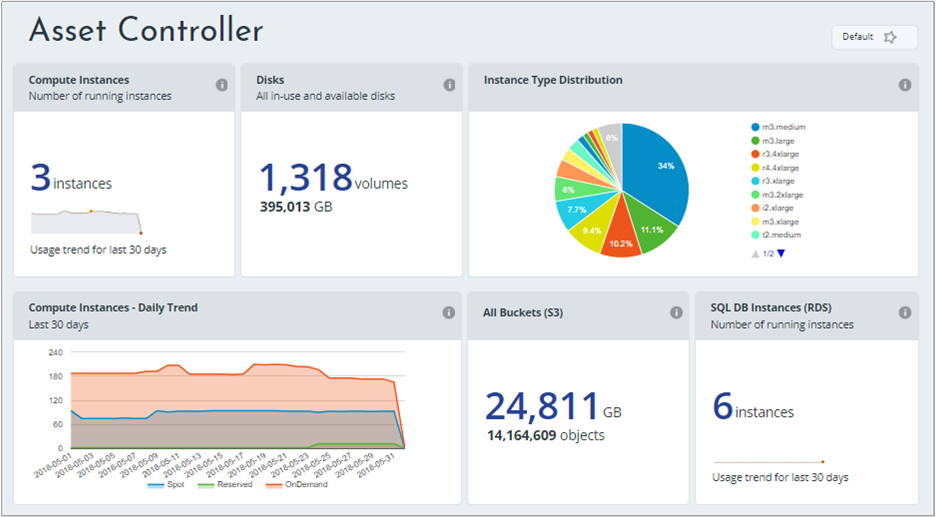 Asset Controller
Default
Compute Instances
Number of running instances
3 instances
Usage trend for last 30 days
Disks
All in-use and available disks
1,318 volumes
395,013 GB
Instance Type Distribution
34%
11.1%
10.2%
9.4%
7.7%
6%
6%
m3.medium
m3.large
r3.4xlarge
r4.4xlarge
r3.xlarge
m3.2xlarge
i2.xlarge
m3.xlarge
t2.medium
1/2
Compute Instances - Daily Trend
Last 30 days
240
180
120
60
0
2018-05-01
2018-05-03
2018-05-05
2018-05-07
2018-05-09
2018-05-11
2018-05-13
2018-05-15
2018-05-17
2018-05-19
2018-05-21
2018-05-23
2018-05-25
2018-05-27
2018-05-29
2018-05-31
Spot
Reserved
OnDemand
All Buckets (S3)
24,811 GB
14,164,609 objects
SQL DB Instances (RDS)
Number of running instances
6 instances
Usage trend for last 30 days